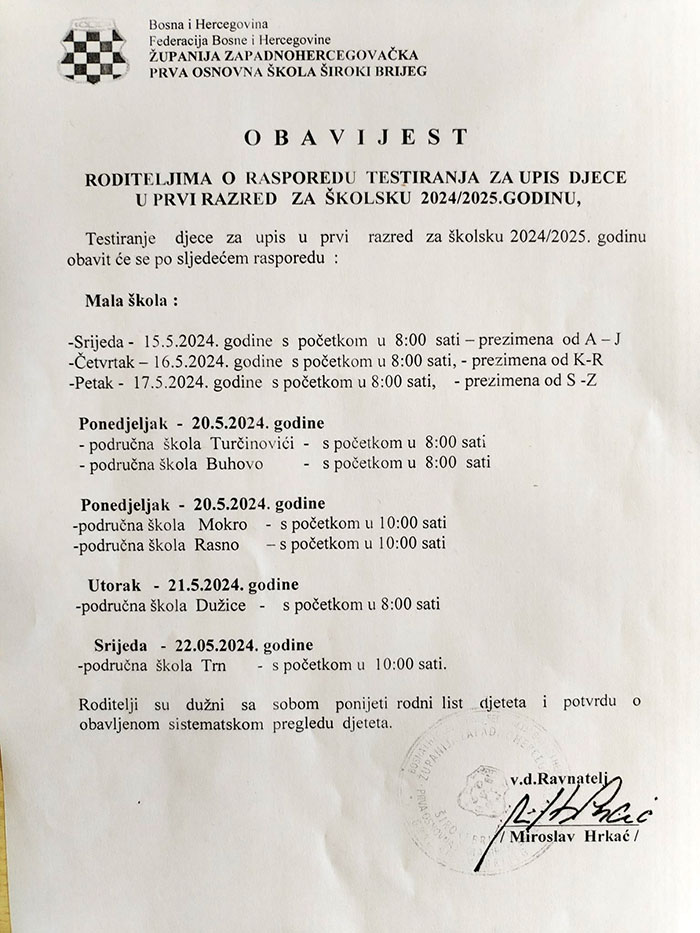 Bosna i Hercegovina
Federacija Bosne i Hercegovine
ŽUPANIJA ZAPADNOHERCEGOVAČKA
PRVA OSNOVNA ŠKOLA ŠIROKI BRIJEG
O B A V I J E S T
RODITELJIMA O RASPOREDU TESTIRANJA ZA UPIS DJECE
U PRVI RAZRED ZA ŠKOLSKU 2024/2025.GODINU,
Testiranje djece za upis u prvi razred za školsku 2024/2025. godinu
obavit će se po sljedećem rasporedu :
Mala škola :
-Srijeda - 15.5.2024. godine s početkom u 8:00 sati – prezimena od A – J
-Četvrtak – 16.5.2024. godine s početkom u 8:00 sati, - prezimena od K-R
-Petak - 17.5.2024. godine s početkom u 8:00 sati, - prezimena od S -Z
Ponedjeljak - 20.5.2024. godine
- područna škola Turčinovići - s početkom u 8:00 sati
- područna škola Buhovo - s početkom u 8:00 sati
Ponedjeljak - 20.5.2024. godine
-područna škola Mokro - s početkom u 10:00 sati
-područna škola Rasno – s početkom u 10:00 sati
Utorak - 21.5.2024. godine
-područna škola Dužice - s početkom u 8:00 sati
Srijeda - 22.05.2024. godine
-područna škola Trn - s početkom u 10:00 sati.
Roditelji su dužni sa sobom ponijeti rodni list djeteta i potvrdu o
obavljenom sistematskom pregledu djeteta.
v.d.Ravnatelj
/ Miroslav Hrkać /